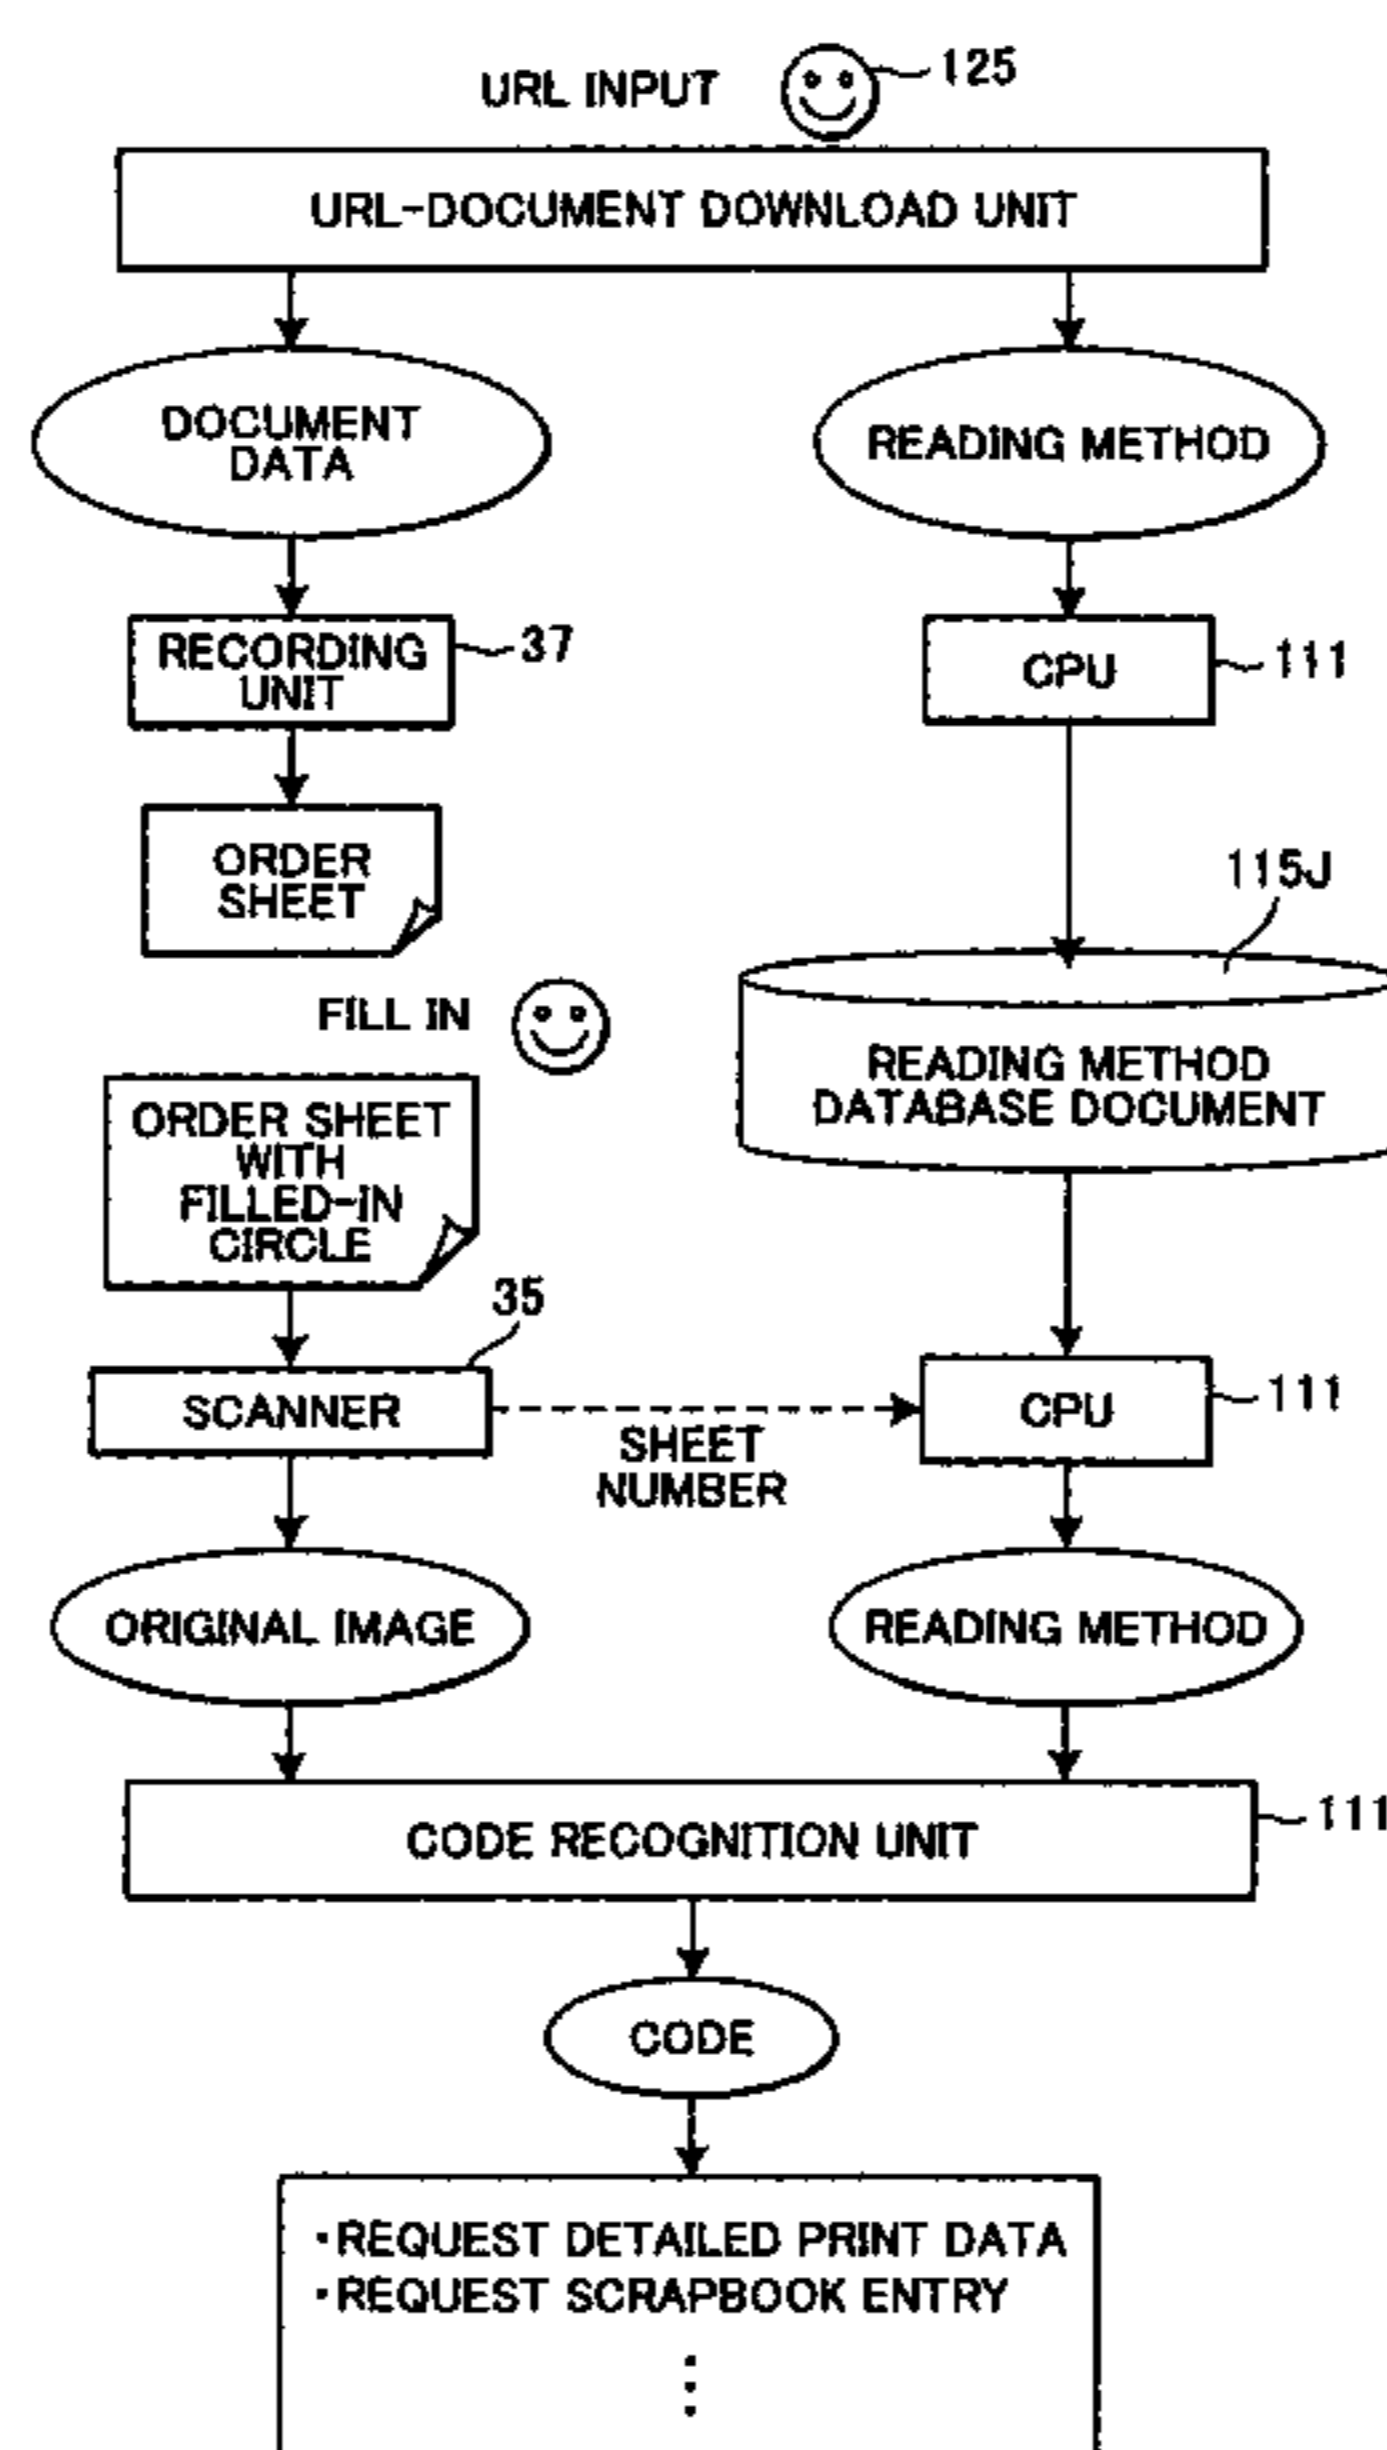 URL INPUT
125
URL-DOCUMENT DOWNLOAD UNIT
DOCUMENT
DATA
READING METHOD
RECORDING
UNIT
37
CPU
111
ORDER
SHEET
115J
FILL IN
READING METHOD
DATABASE DOCUMENT
ORDER SHEET
WITH
FILLED-IN
CIRCLE
35
SCANNER
SHEET
NUMBER
CPU
111
ORIGINAL IMAGE
READING METHOD
CODE RECOGNITION UNIT
111
CODE
・REQUEST DETAILED PRINT DATA
・REQUEST SCRAPBOOK ENTRY
⋮